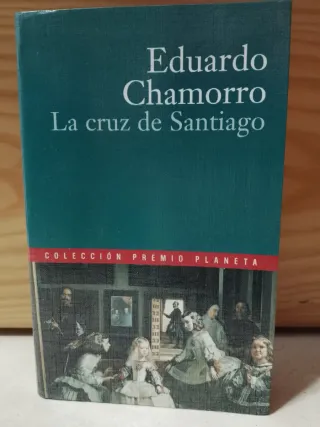 Eduardo
Chamorro
La cruz de Santiago
COLECCIÓN PREMIO PLANETA